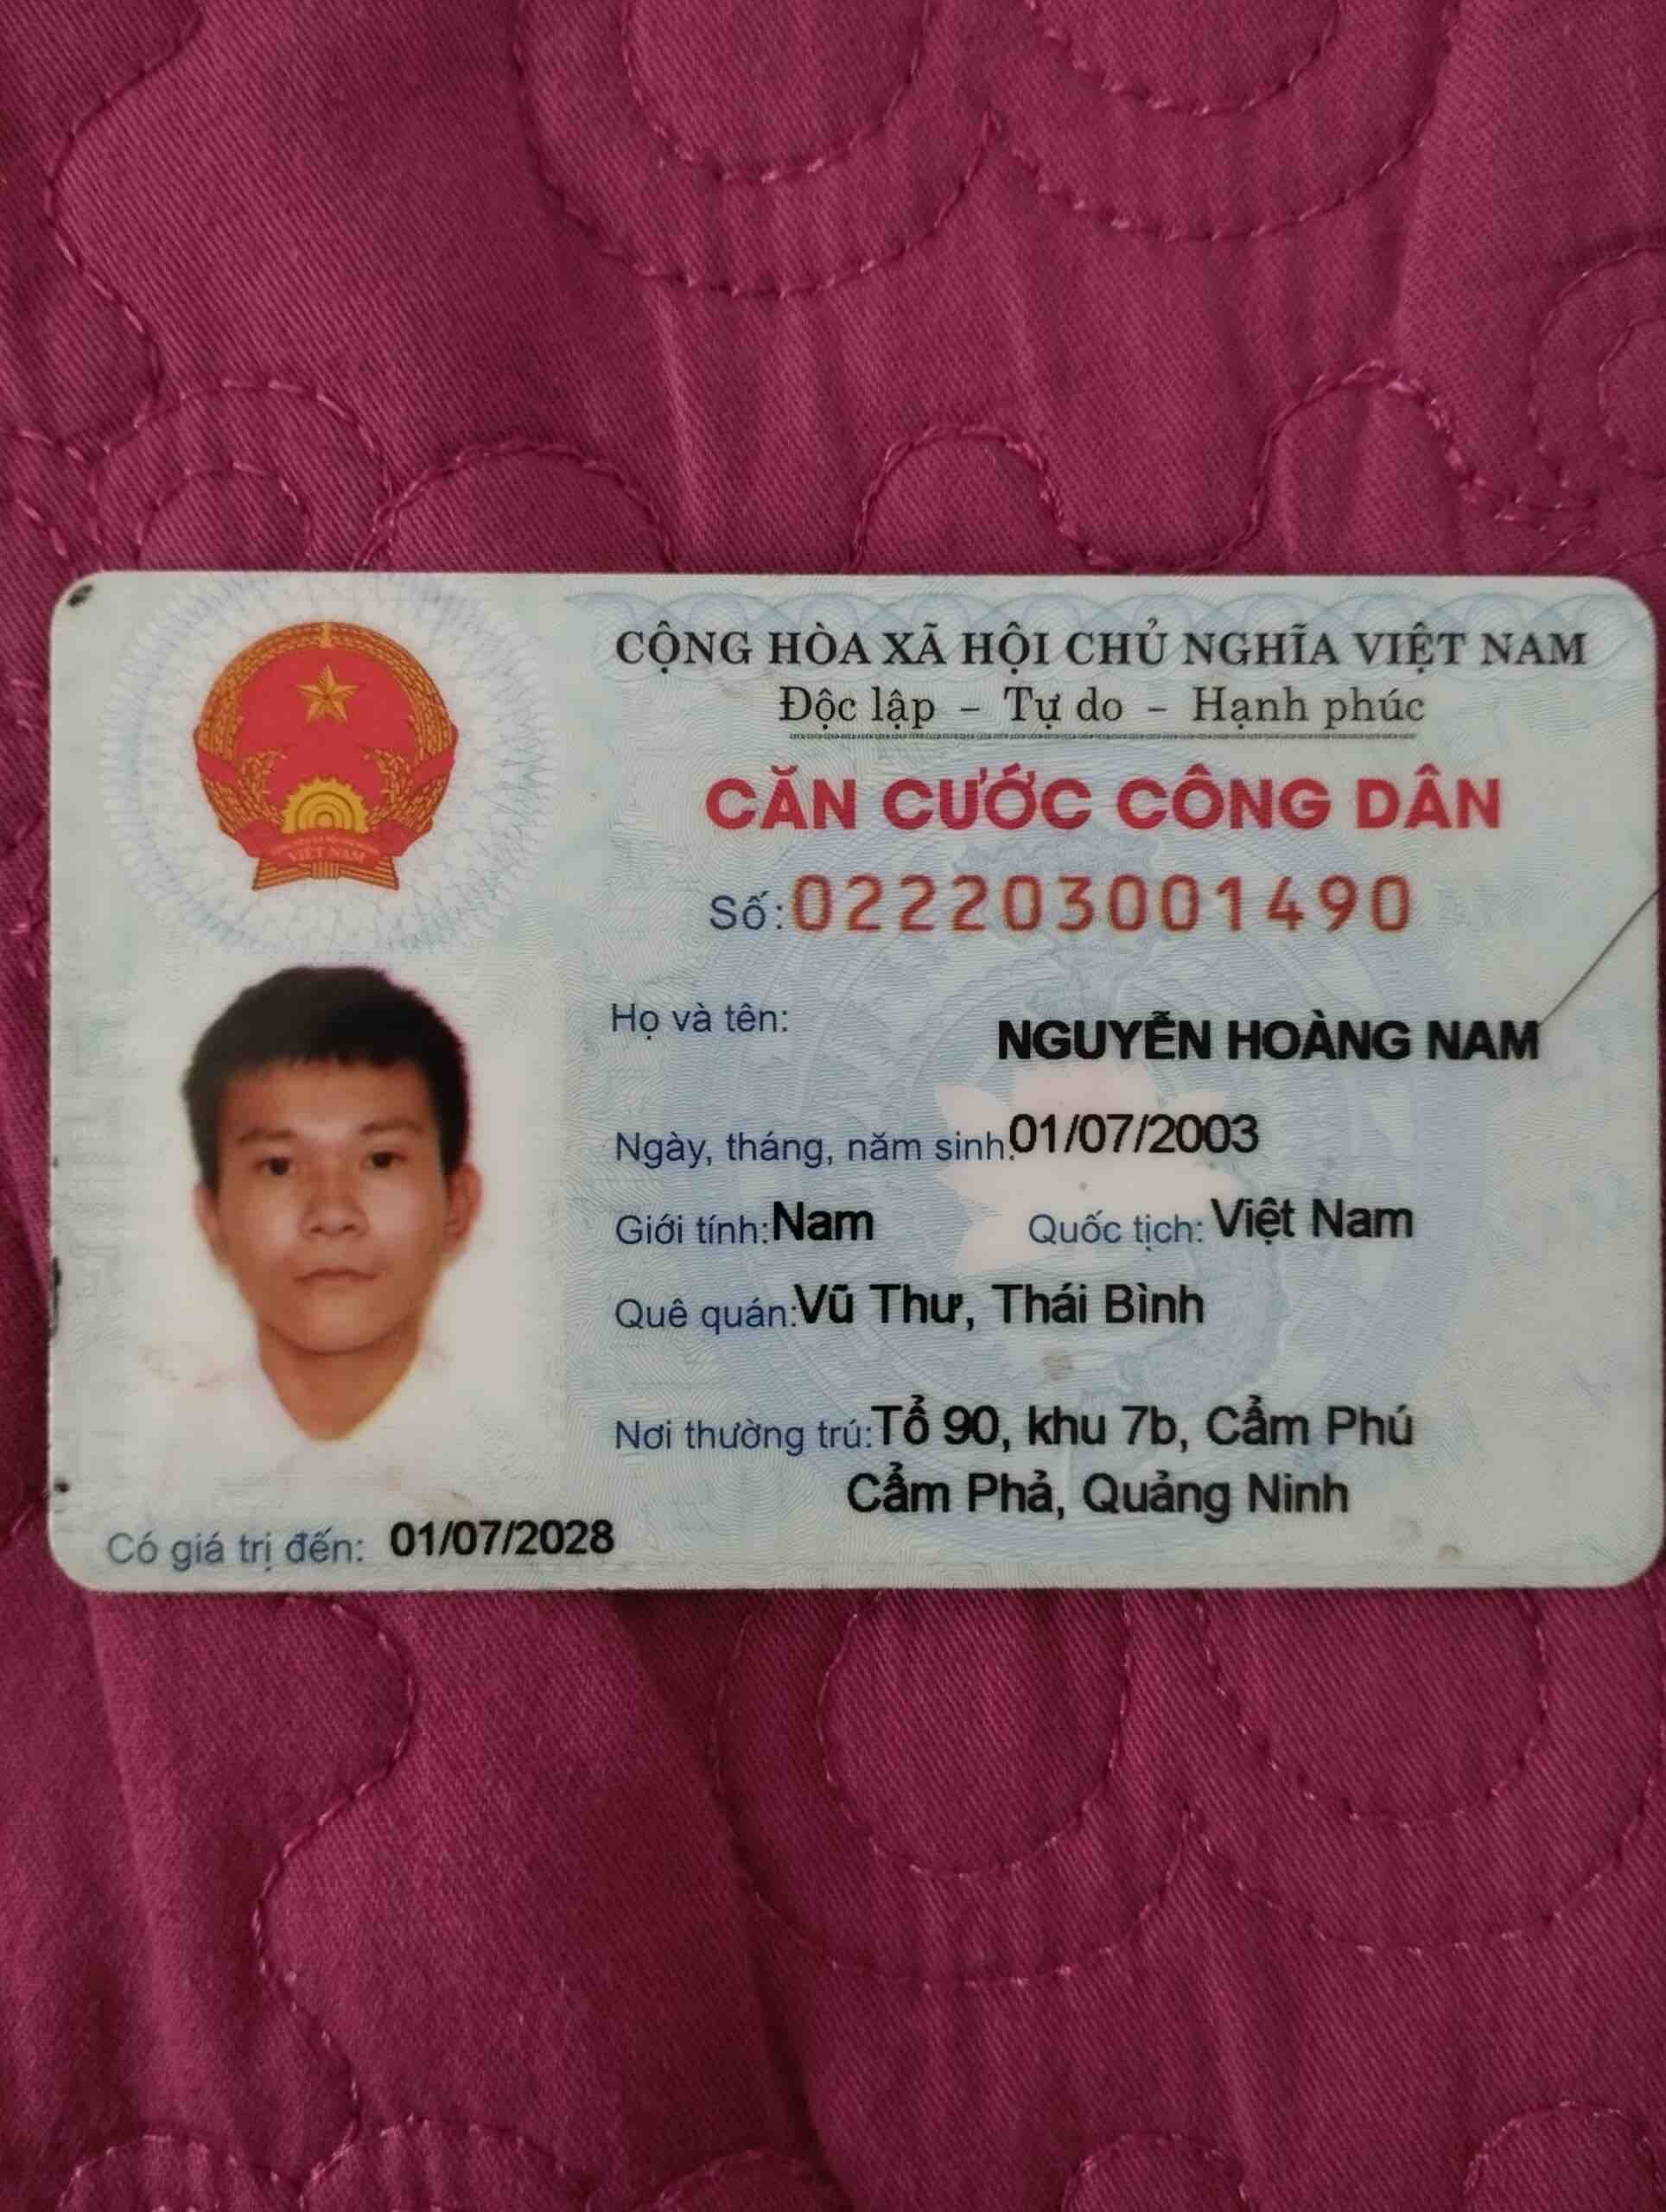 CỘNG HÒA XÃ HỘI CHỦ NGHĨA VIỆT NAM
Độc lập – Tự do – Hạnh phúc
CĂN CƯỚC CÔNG DÂN
Số: 022203001490
Họ và tên: NGUYỄN HOÀNG NAM
Ngày, tháng, năm sinh: 01/07/2003
Giới tính: Nam Quốc tịch: Việt Nam
Quê quán: Vũ Thư, Thái Bình
Nơi thường trú: Tổ 90, khu 7b, Cẩm Phú
Cẩm Phả, Quảng Ninh
Có giá trị đến: 01/07/2028
VIỆT NAM